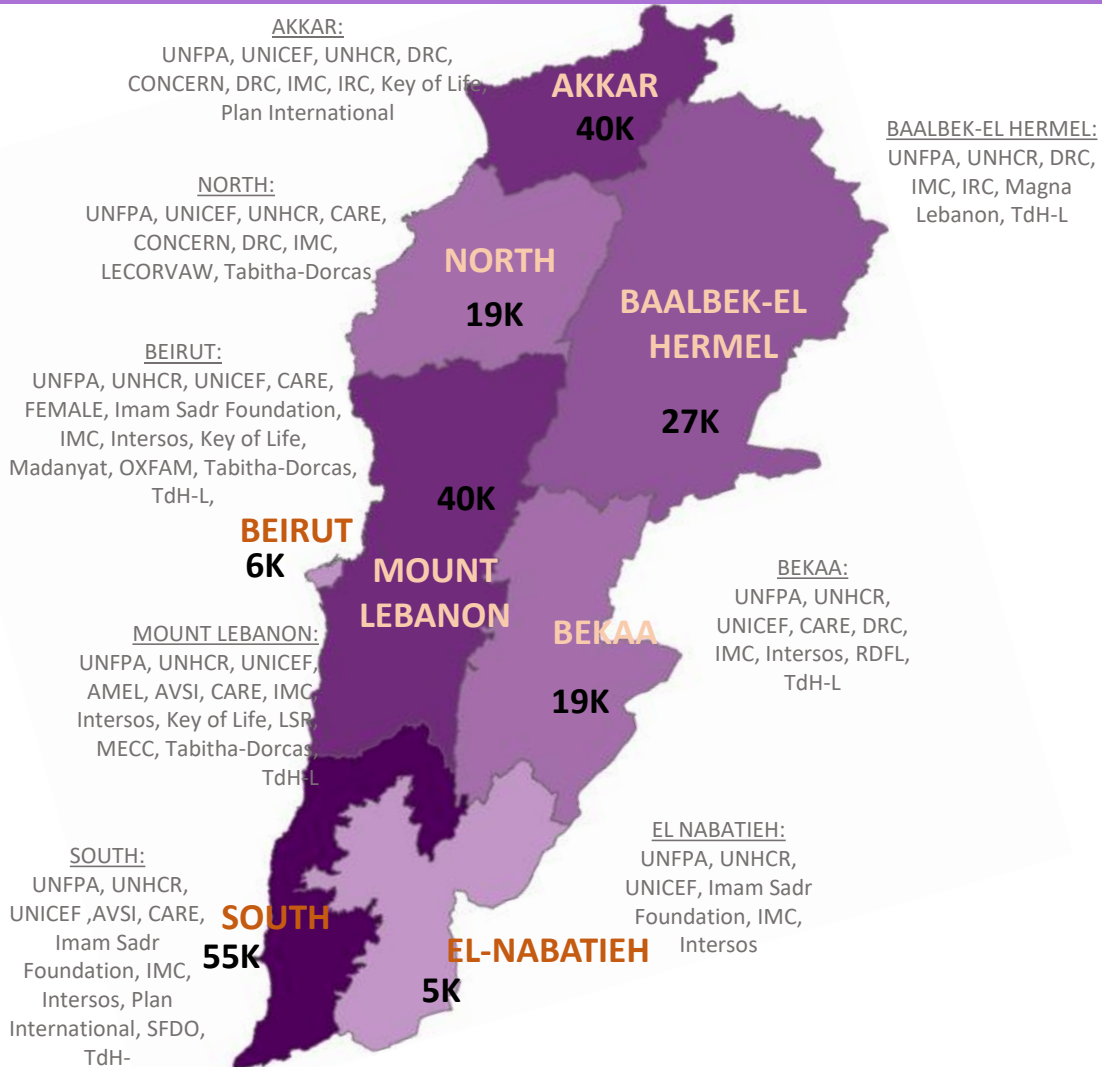 AKKAR:
UNFPA, UNICEF, UNHCR, DRC,
CONCERN, DRC, IMC, IRC, Key of Life,
Plan International
AKKAR
40K
BAALBEK-EL HERMEL:
UNFPA, UNHCR, DRC,
IMC, IRC, Magna
Lebanon, TdH-L
NORTH:
UNFPA, UNICEF, UNHCR, CARE,
CONCERN, DRC, IMC,
LECORVAW, Tabitha-Dorcas
NORTH
19K
BAALBEK-EL
HERMEL
27K
BEIRUT:
UNFPA, UNHCR, UNICEF, CARE,
FEMALE, Imam Sadr Foundation,
IMC, Intersos, Key of Life,
Madanyat, OXFAM, Tabitha-Dorcas,
TdH-L,
BEIRUT
6K
40K
MOUNT
LEBANON
MOUNT LEBANON:
UNFPA, UNHCR, UNICEF,
AMEL, AVSI, CARE, IMC,
Intersos, Key of Life, LSR,
MECC, Tabitha-Dorcas,
TdH-L
BEKAA
19K
BEKAA:
UNFPA, UNHCR,
UNICEF, CARE, DRC,
IMC, Intersos, RDFL,
TdH-L
SOUTH:
UNFPA, UNHCR,
UNICEF ,AVSI, CARE,
Imam Sadr
Foundation, IMC,
Intersos, Plan
International, SFDO,
TdH-
SOUTH
55K
EL NABATIEH:
UNFPA, UNHCR,
UNICEF, Imam Sadr
Foundation, IMC,
Intersos
EL-NABATIEH
5K